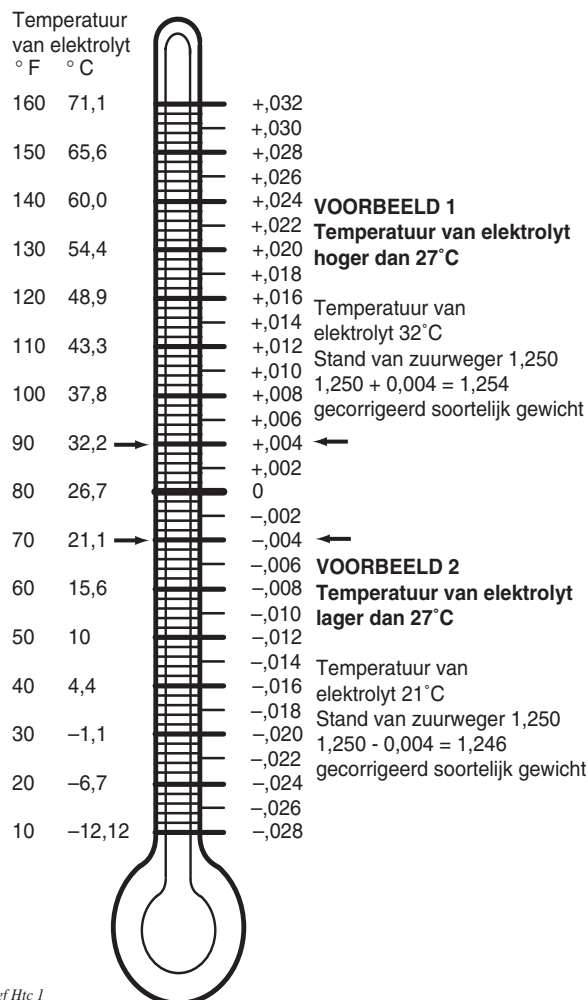 Temperatuur
van elektrolyt
° F ° C
160 71,1 +,032
+,030
150 65,6 +,028
+,026
140 60,0 +,024
+,022
130 54,4 +,020
+,018
120 48,9 +,016
+,014
110 43,3 +,012
+,010
100 37,8 +,008
+,006
90 32,2 +,004
+,002
80 26,7 0
–,002
70 21,1 –,004
–,006
60 15,6 –,008
–,010
50 10 –,012
–,014
40 4,4 –,016
–,018
30 –1,1 –,020
–,022
20 –6,7 –,024
–,026
10 –12,12 –,028
VOORBEELD 1
Temperatuur van elektrolyt
hoger dan 27˚C
Temperatuur van
elektrolyt 32˚C
Stand van zuurweger 1,250
1,250 + 0,004 = 1,254
gecorrigeerd soortelijk gewicht
VOORBEELD 2
Temperatuur van elektrolyt
lager dan 27˚C
Temperatuur van
elektrolyt 21˚C
Stand van zuurweger 1,250
1,250 - 0,004 = 1,246
gecorrigeerd soortelijk gewicht
Htc 1